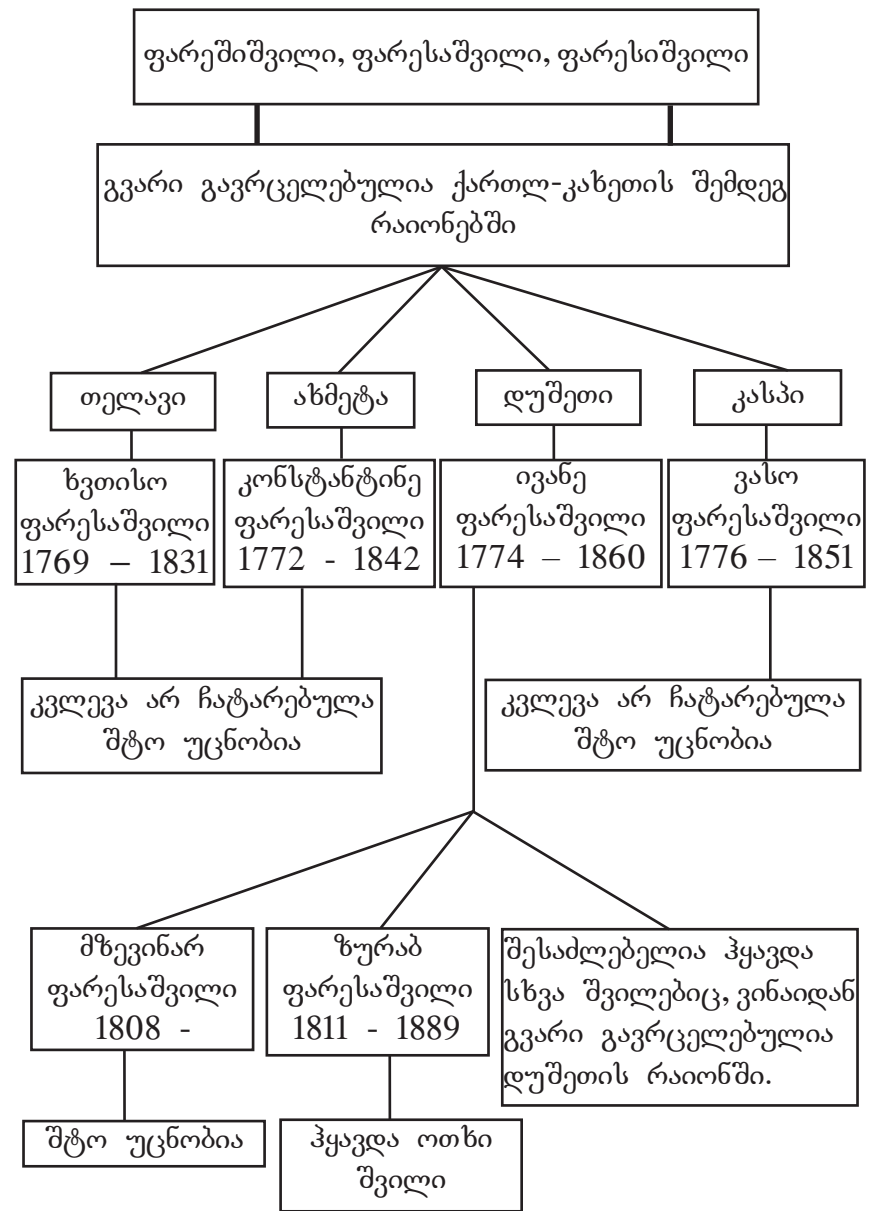 ფარეშიშვილი, ფარესაშვილი, ფარესიშვილი
გვარი გავრცელებულია ქართლ-კახეთის შემდეგ
რაიონებში
თელავი
ახმეტა
დუშეთი
კასპი
ხვთისო
ფარესაშვილი
1769 – 1831
კონსტანტინე
ფარესაშვილი
1772 - 1842
ივანე
ფარესაშვილი
1774 – 1860
ვასო
ფარესაშვილი
1776 – 1851
კვლევა არ ჩატარებულა
შტო უცნობია
კვლევა არ ჩატარებულა
შტო უცნობია
მზევინარ
ფარესაშვილი
1808 -
ზურაბ
ფარესაშვილი
1811 - 1889
შესაძლებელია ჰყავდა
სხვა შვილებიც, ვინაიდან
გვარი გავრცელებულია
დუშეთის რაიონში.
შტო უცნობია
ჰყავდა ოთხი
შვილი